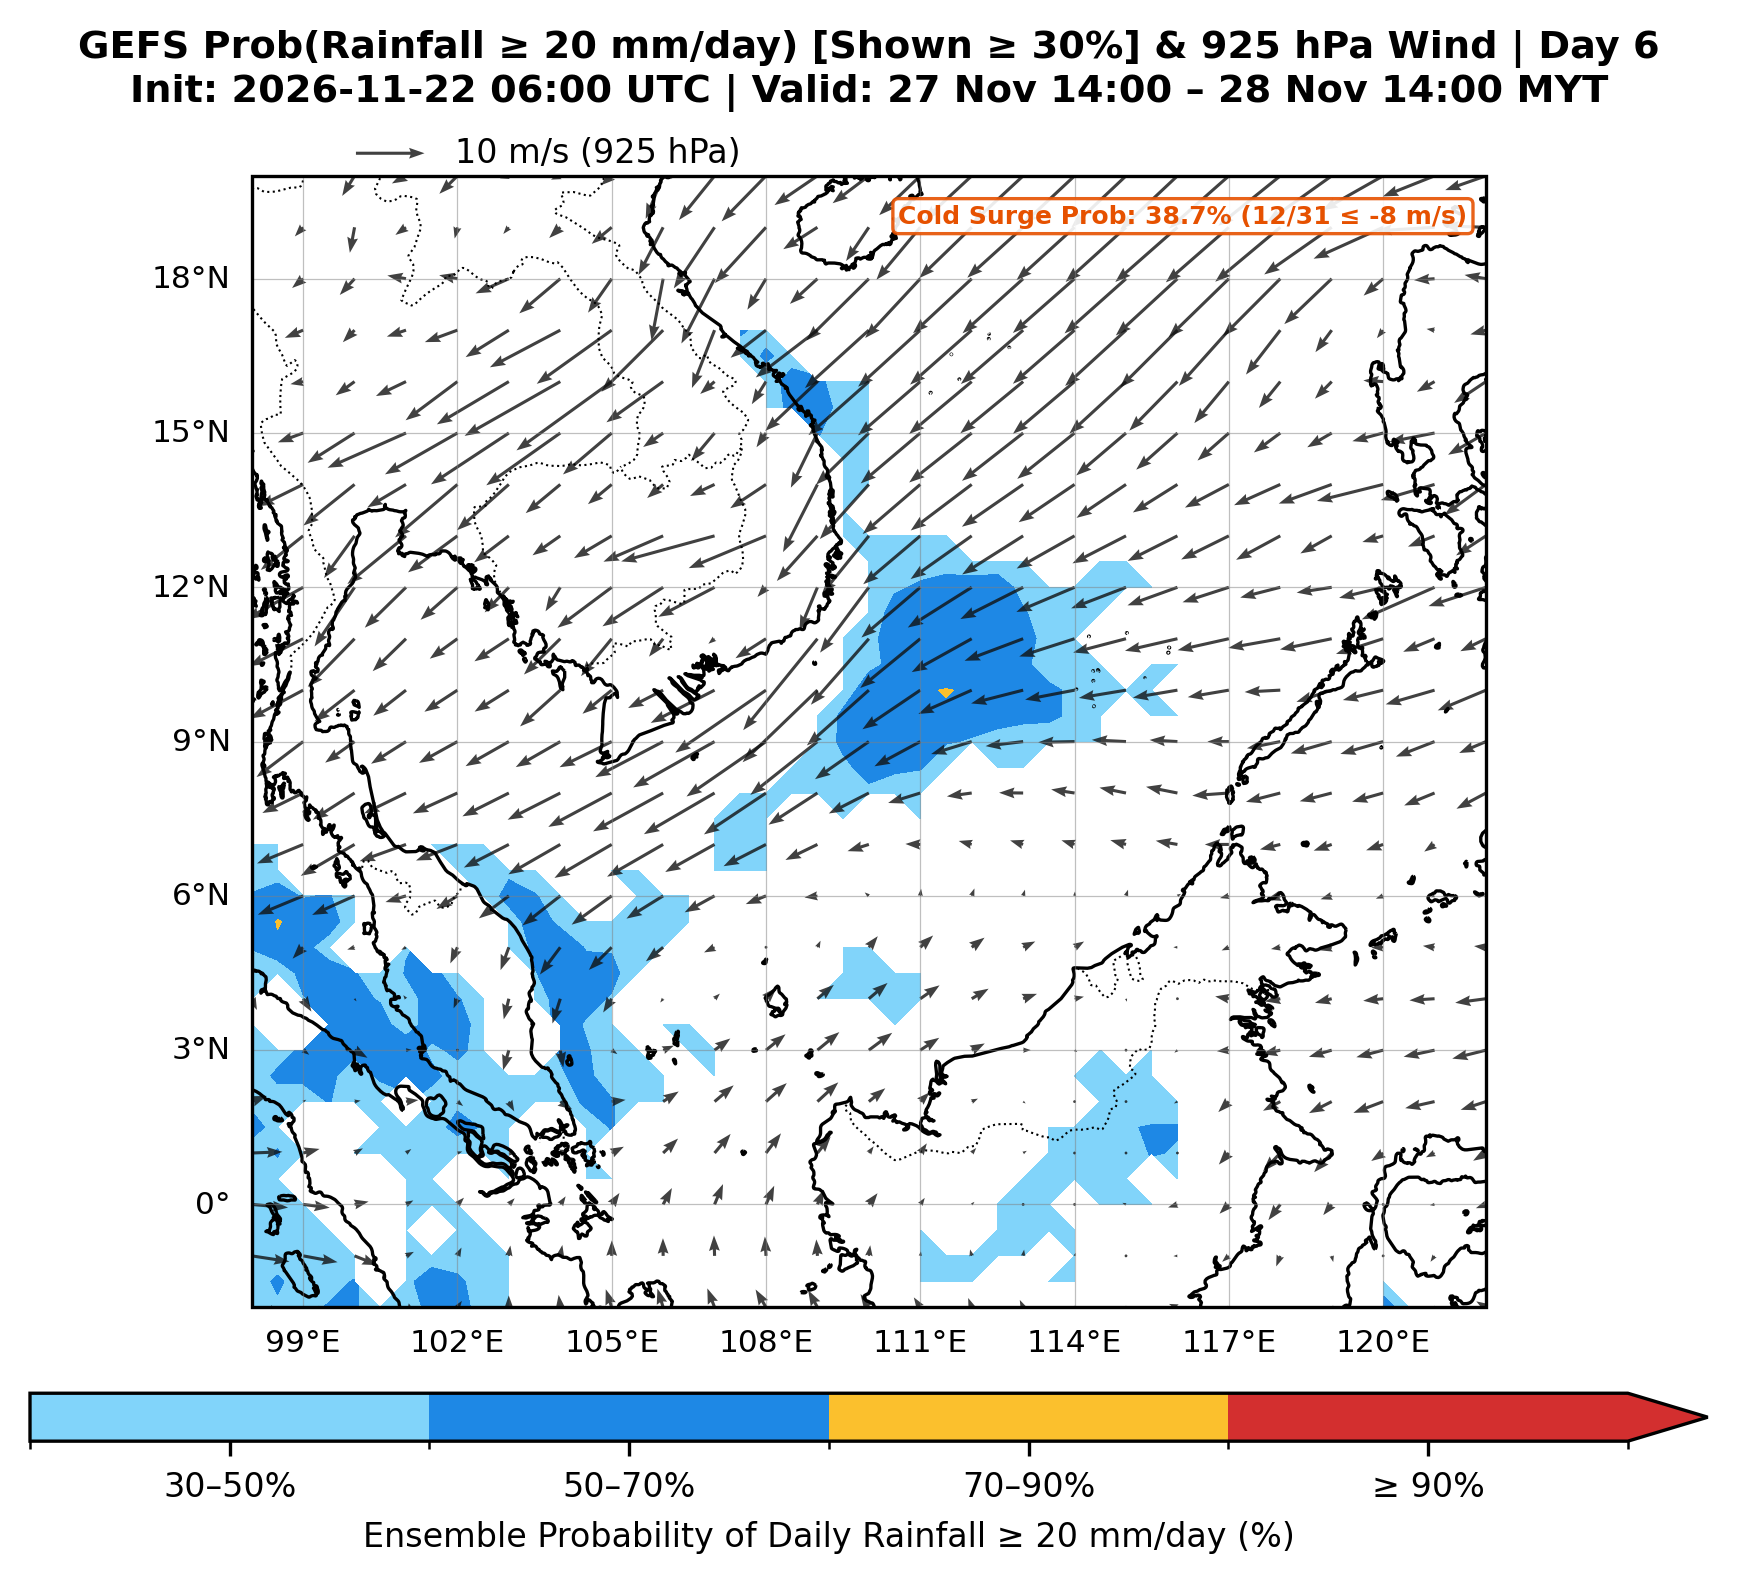 GEFS Prob(Rainfall ≥ 20 mm/day) [Shown ≥ 30%] & 925 hPa Wind | Day 6
Init: 2026-11-22 06:00 UTC | Valid: 27 Nov 14:00 – 28 Nov 14:00 MYT
10 m/s (925 hPa)
Cold Surge Prob: 38.7% (12/31 ≤ -8 m/s)
18°N
15°N
12°N
9°N
6°N
3°N
0°
99°E 102°E 105°E 108°E 111°E 114°E 117°E 120°E
30–50% 50–70% 70–90% ≥ 90%
Ensemble Probability of Daily Rainfall ≥ 20 mm/day (%)